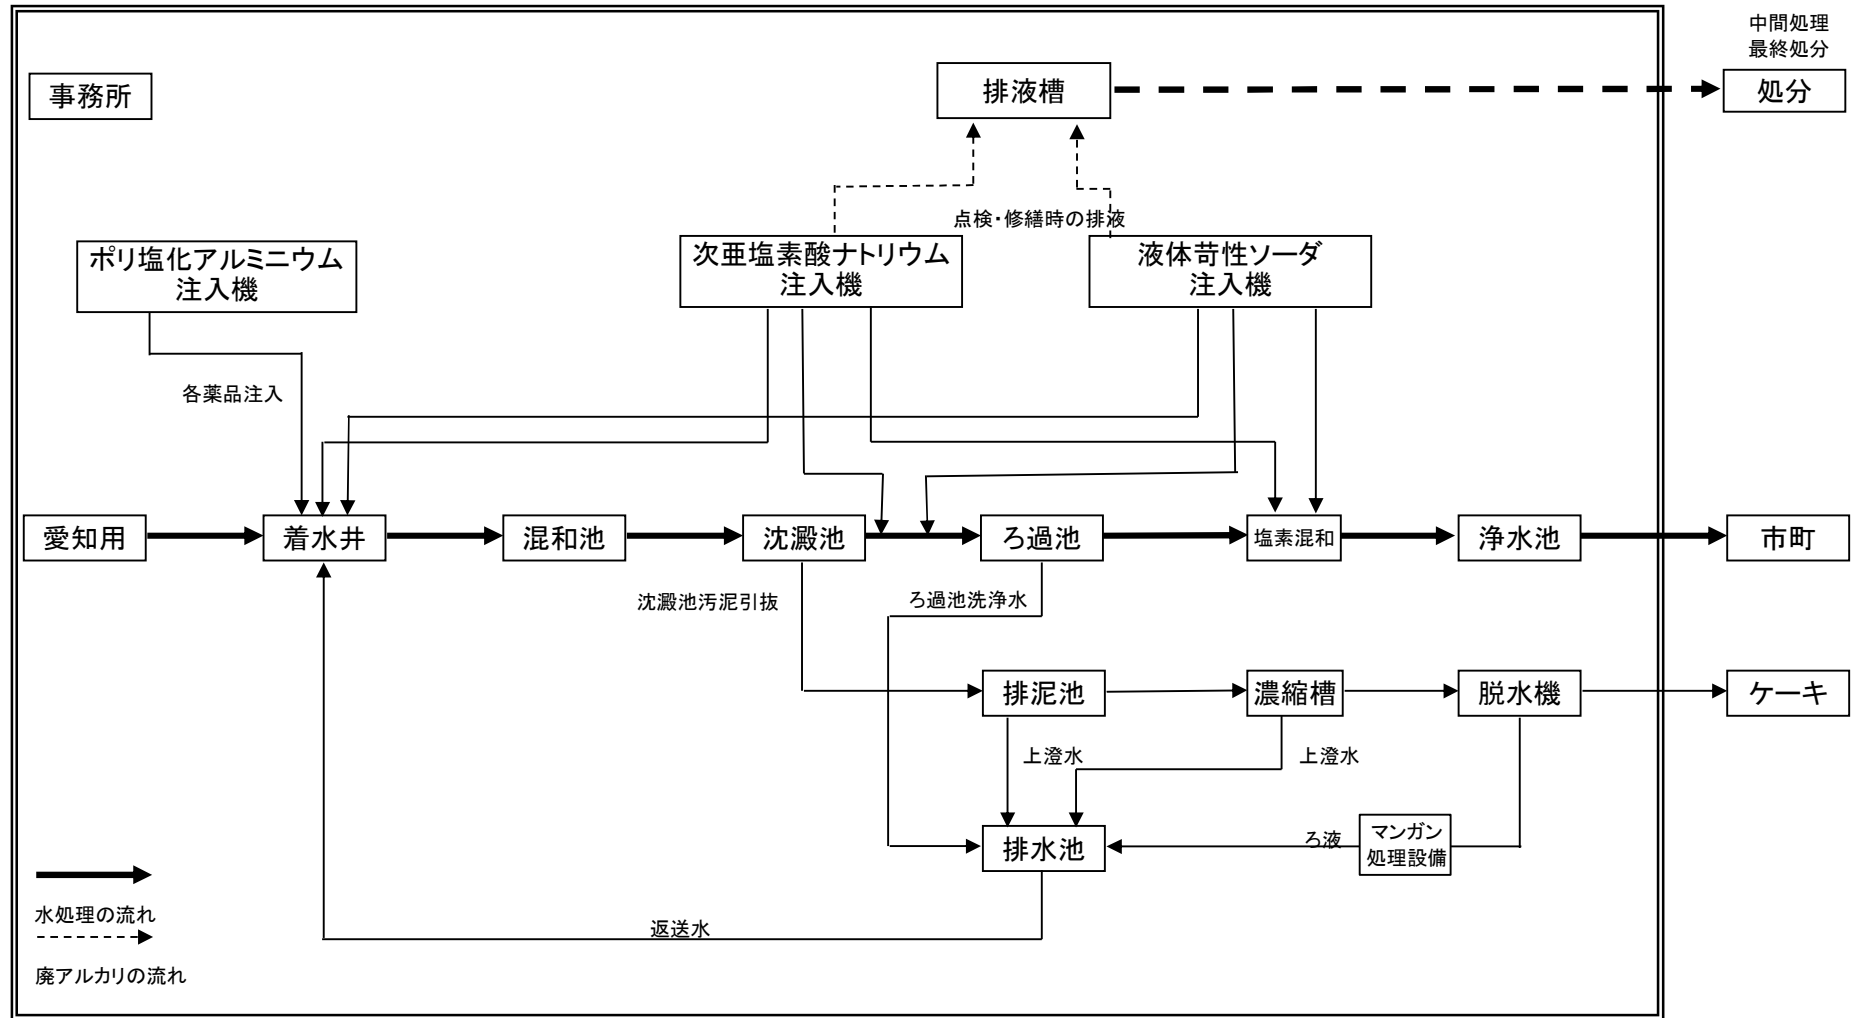 中間処理
最終処分
事務所
排液槽
処分
点検・修繕時の排液
ポリ塩化アルミニウム
注入機
次亜塩素酸ナトリウム
注入機
液体苛性ソーダ
注入機
各薬品注入
愛知用
着水井
混和池
沈澱池
ろ過池
塩素混和
浄水池
市町
沈澱池汚泥引抜
ろ過池洗浄水
排泥池
濃縮槽
脱水機
ケーキ
上澄水
上澄水
排水池
ろ液
マンガン
処理設備
水処理の流れ
返送水
廃アルカリの流れ